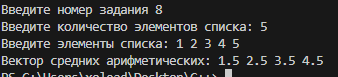 Введите номер задания 8
Введите количество элементов списка: 5
Введите элементы списка: 1 2 3 4 5
Вектор средних арифметических: 1.5 2.5 3.5 4.5